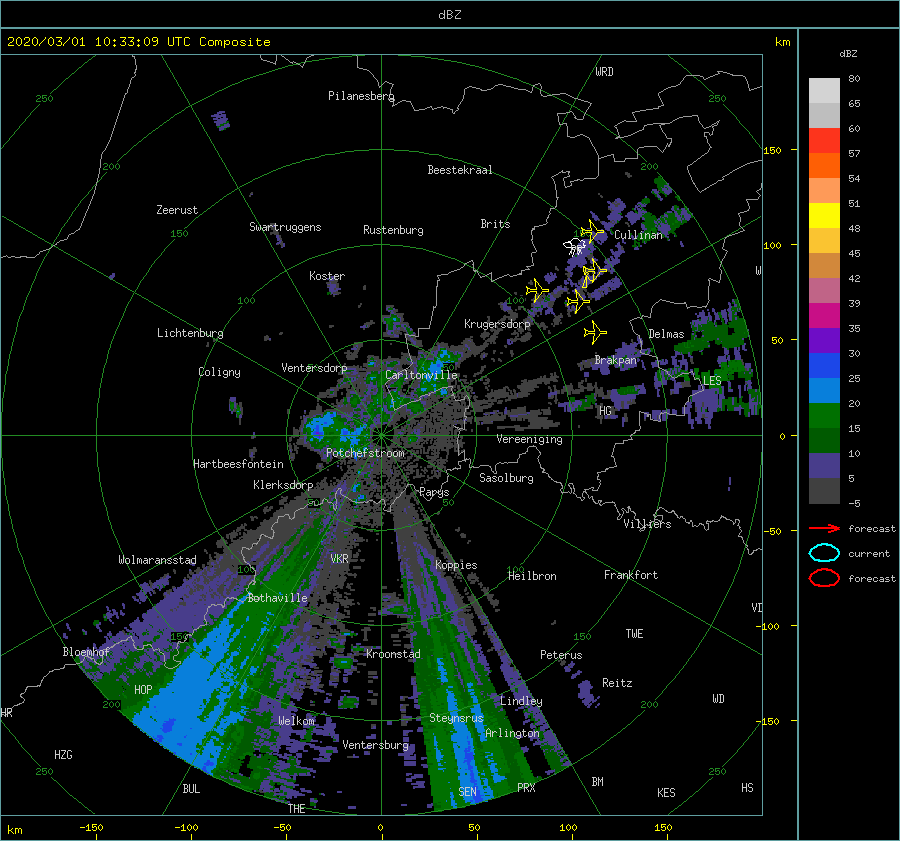 dBZ
2020/03/01 10:33:09 UTC Composite
km
dBZ
WRD
80
250
Pilanesberg
250
65
60
150
57
200
Beestekraal
200
54
Zeerust
51
150
Swartruggens
Rustenburg
Brits
150
Cullinan
48
100
45
W
Koster
42
100
100
39
Krugersdorp
35
Lichtenburg
Delmas
50
30
Coligny
Ventersdorp
Carltonville
Brakpan
LES
25
20
HG
15
Vereeniging
0
10
Potchefstroom
Hartbeesfontein
Sasolburg
5
Klerksdorp
Parys
50
50
-5
Villiers
forecast
-50
Wolmaransstad
VKR
Koppies
current
100
100
Heilbron
Frankfort
forecast
Bothaville
VD
-100
150
150
TWE
Bloemhof
Kroonstad
Peterus
HOP
Reitz
WD
200
Lindley
200
HR
Welkom
Steynsrus
-150
Arlington
HZG
Ventersburg
250
250
BUL
SEN
PRX
BM
KES
HS
THE
km
-150
-100
-50
0
50
100
150